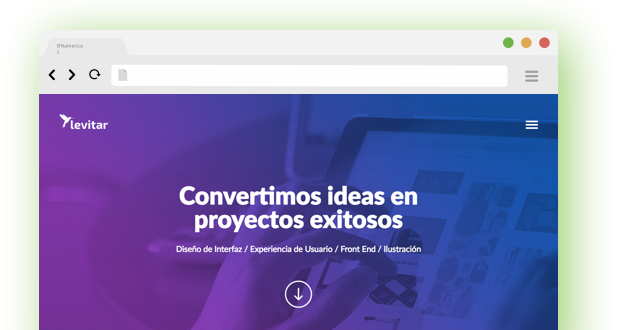 levitar
Convertimos ideas en
proyectos exitosos
Diseño de Interfaz / Experiencia de Usuario / Front End / Ilustración